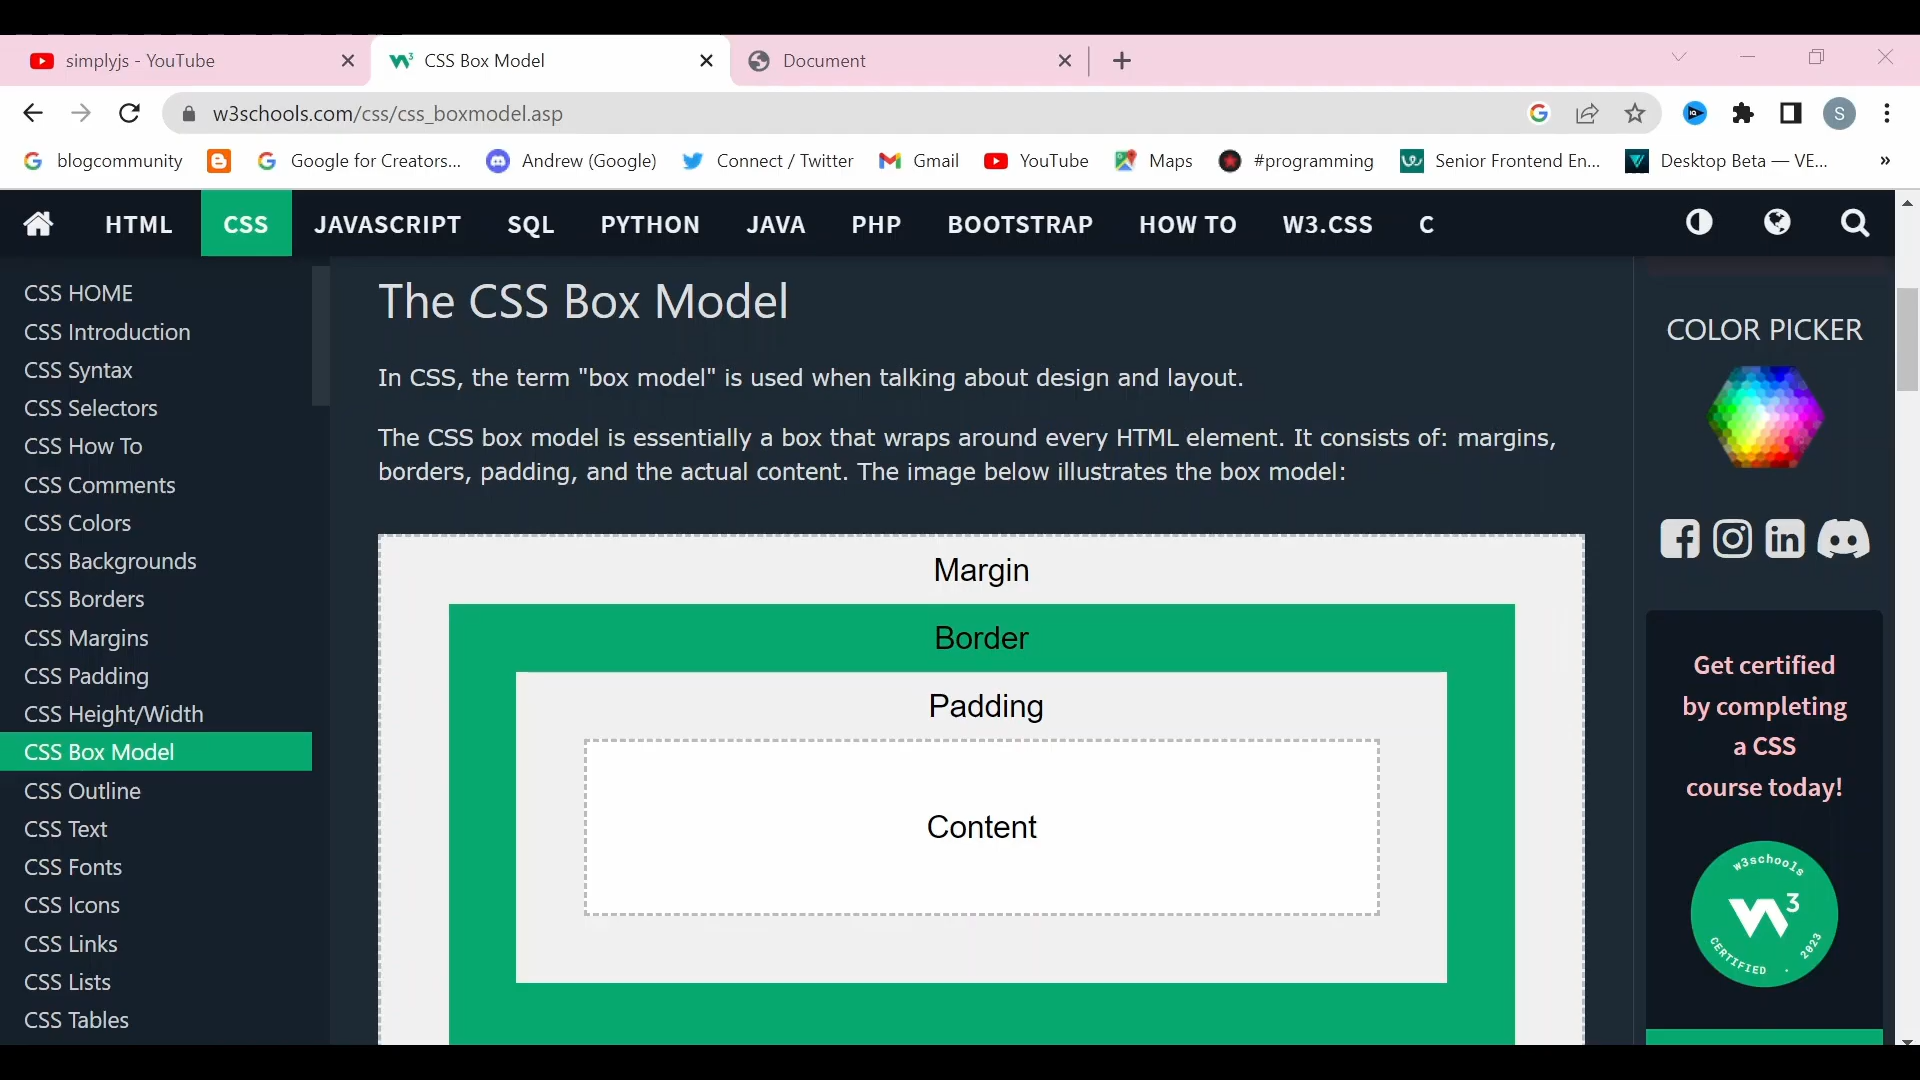 simplyjs - YouTube
CSS Box Model
Document
w3schools.com/css/css_boxmodel.asp
S
blogcommunity
Google for Creators...
Andrew (Google)
Connect / Twitter
Gmail
YouTube
Maps
#programming
Senior Frontend En...
Desktop Beta — VE...
»
HTML
CSS
JAVASCRIPT
SQL
PYTHON
JAVA
PHP
BOOTSTRAP
HOW TO
W3.CSS
C
CSS HOME
CSS Introduction
CSS Syntax
CSS Selectors
CSS How To
CSS Comments
CSS Colors
CSS Backgrounds
CSS Borders
CSS Margins
CSS Padding
CSS Height/Width
CSS Box Model
CSS Outline
CSS Text
CSS Fonts
CSS Icons
CSS Links
CSS Lists
CSS Tables
The CSS Box Model
In CSS, the term "box model" is used when talking about design and layout.
The CSS box model is essentially a box that wraps around every HTML element. It consists of: margins,
borders, padding, and the actual content. The image below illustrates the box model:
Margin
Border
Padding
Content
COLOR PICKER
Get certified
by completing
a CSS
course today!
w3schools
W3
CERTIFIED . 2023